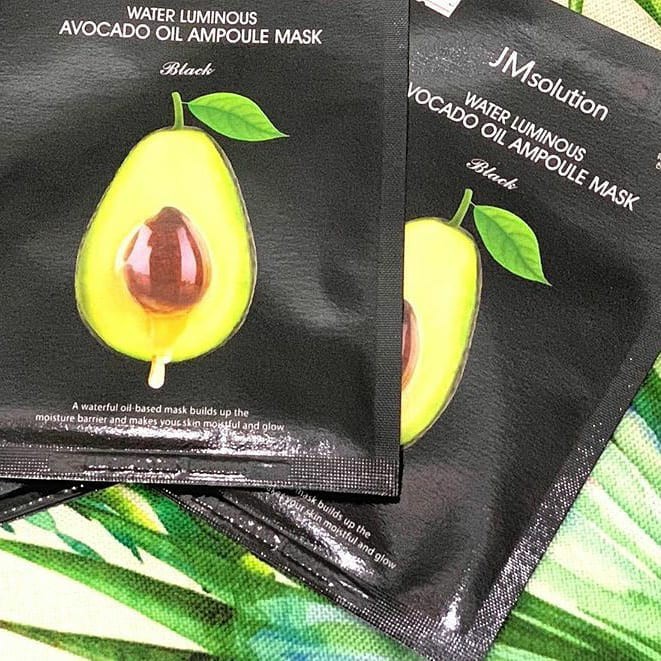 WATER LUMINOUS
AVOCADO OIL AMPOULE MASK
Black
A waterful oil-based mask builds up the
moisture barrier and makes your skin moistful and glow
JMsolution
WATER LUMINOUS
VOCADO OIL AMPOULE MASK
Black
mask builds up the
your skin moistful and glow